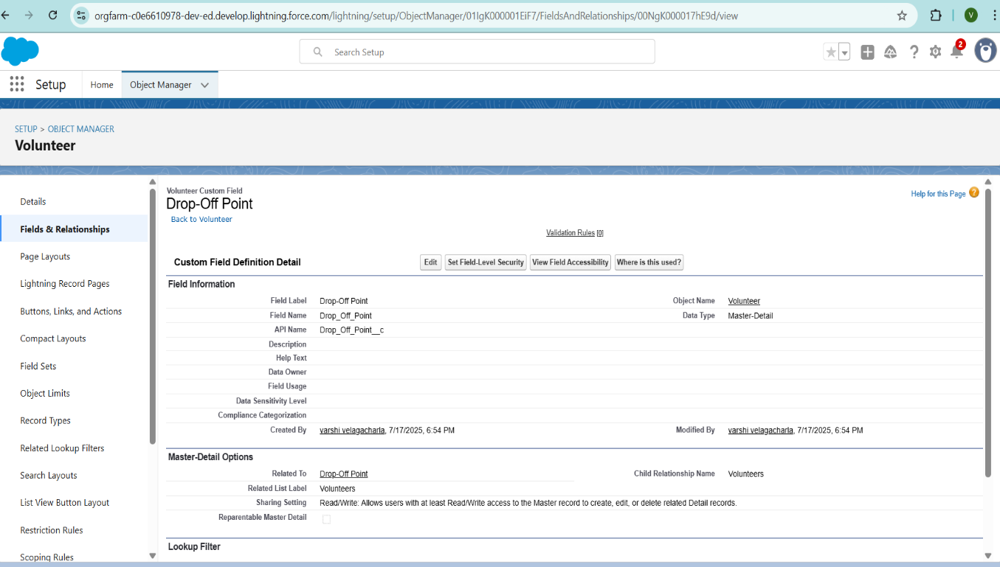 orgfarm-c0e6610978-dev-ed.develop.lightning.force.com/lightning/setup/ObjectManager/01IgK000001EiF7/FieldsAndRelationships/00NgK000017hE9d/view
V
Search Setup
2
Setup Home Object Manager
SETUP > OBJECT MANAGER
Volunteer
Details
Fields & Relationships
Page Layouts
Lightning Record Pages
Buttons, Links, and Actions
Compact Layouts
Field Sets
Object Limits
Record Types
Related Lookup Filters
Search Layouts
List View Button Layout
Restriction Rules
Scoping Rules
Volunteer Custom Field
Drop-Off Point
Back to Volunteer
Help for this Page ?
Validation Rules [0]
Custom Field Definition Detail Edit Set Field-Level Security View Field Accessibility Where is this used?
Field Information
Field Label Drop-Off Point Object Name Volunteer
Field Name Drop_Off_Point Data Type Master-Detail
API Name Drop_Off_Point__c
Description
Help Text
Data Owner
Field Usage
Data Sensitivity Level
Compliance Categorization
Created By varshi velagacharla, 7/17/2025, 6:54 PM Modified By varshi velagacharla, 7/17/2025, 6:54 PM
Master-Detail Options
Related To Drop-Off Point Child Relationship Name Volunteers
Related List Label Volunteers
Sharing Setting Read/Write: Allows users with at least Read/Write access to the Master record to create, edit, or delete related Detail records.
Reparentable Master Detail
Lookup Filter